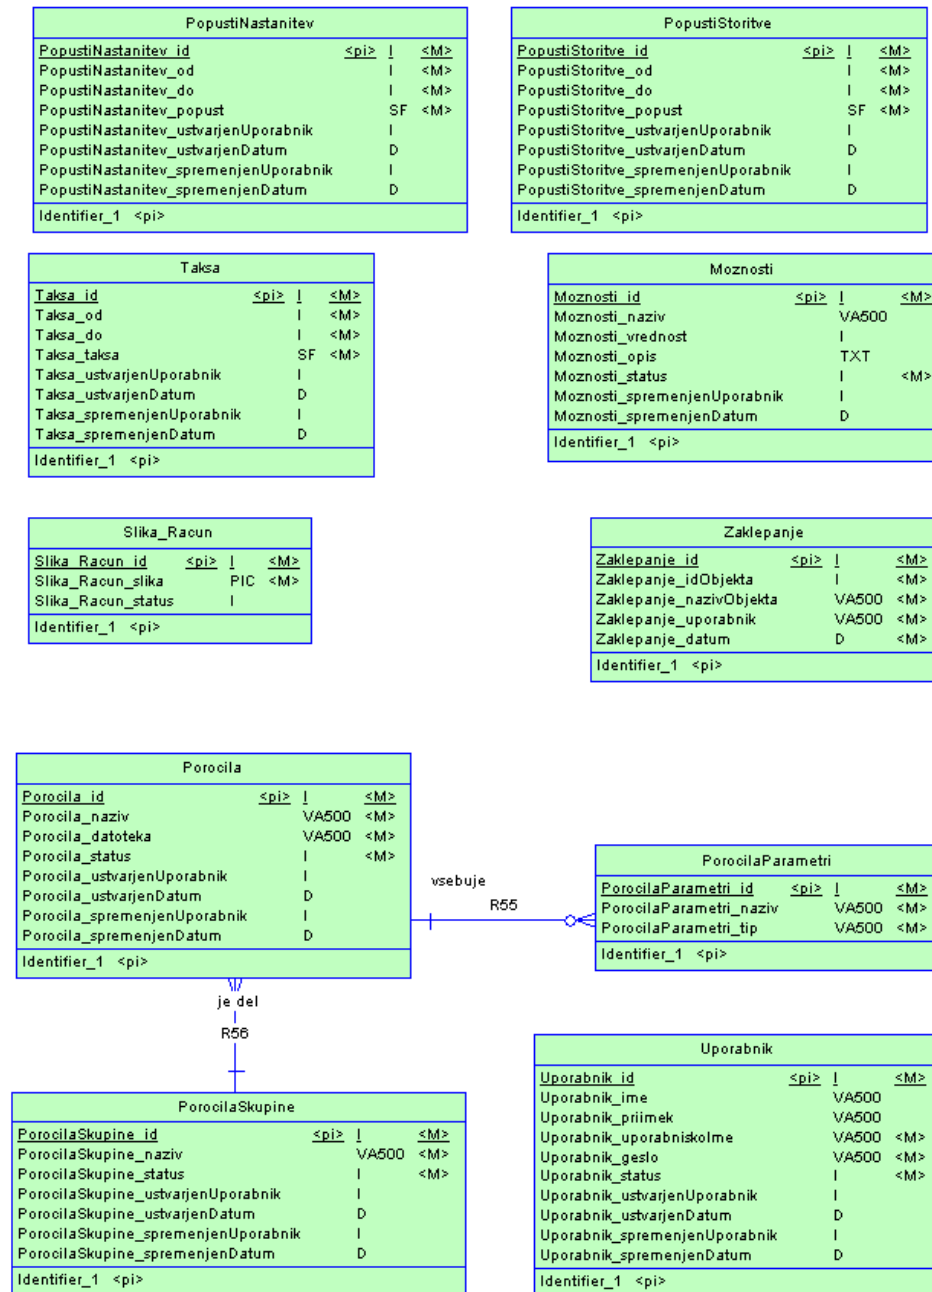 PopustiNastanitev
PopustiNastanitev_id <pi> I <M>
PopustiNastanitev_od I <M>
PopustiNastanitev_do I <M>
PopustiNastanitev_popust SF <M>
PopustiNastanitev_ustvarjenUporabnik I
PopustiNastanitev_ustvarjenDatum D
PopustiNastanitev_spremenjenUporabnik I
PopustiNastanitev_spremenjenDatum D
Identifier_1 <pi>
PopustiStoritve
PopustiStoritve_id <pi> I <M>
PopustiStoritve_od I <M>
PopustiStoritve_do I <M>
PopustiStoritve_popust SF <M>
PopustiStoritve_ustvarjenUporabnik I
PopustiStoritve_ustvarjenDatum D
PopustiStoritve_spremenjenUporabnik I
PopustiStoritve_spremenjenDatum D
Identifier_1 <pi>
Taksa
Taksa_id <pi> I <M>
Taksa_od I <M>
Taksa_do I <M>
Taksa_taksa SF <M>
Taksa_ustvarjenUporabnik I
Taksa_ustvarjenDatum D
Taksa_spremenjenUporabnik I
Taksa_spremenjenDatum D
Identifier_1 <pi>
Moznosti
Moznosti_id <pi> I <M>
Moznosti_naziv VA500
Moznosti_vrednost I
Moznosti_opis TXT
Moznosti_status I <M>
Moznosti_spremenjenUporabnik I
Moznosti_spremenjenDatum D
Identifier_1 <pi>
Slika_Racun
Slika_Racun_id <pi> I <M>
Slika_Racun_slika PIC <M>
Slika_Racun_status I
Identifier_1 <pi>
Zaklepanje
Zaklepanje_id <pi> I <M>
Zaklepanje_idObjekta I <M>
Zaklepanje_nazivObjekta VA500 <M>
Zaklepanje_uporabnik VA500 <M>
Zaklepanje_datum D <M>
Identifier_1 <pi>
Porocila
Porocila_id <pi> I <M>
Porocila_naziv VA500 <M>
Porocila_datoteka VA500 <M>
Porocila_status I <M>
Porocila_ustvarjenUporabnik I
Porocila_ustvarjenDatum D
Porocila_spremenjenUporabnik I
Porocila_spremenjenDatum D
Identifier_1 <pi>
vsebuje
R55
PorocilaParametri
PorocilaParametri_id <pi> I <M>
PorocilaParametri_naziv VA500 <M>
PorocilaParametri_tip VA500 <M>
Identifier_1 <pi>
je del
R56
PorocilaSkupine
PorocilaSkupine_id <pi> I <M>
PorocilaSkupine_naziv VA500 <M>
PorocilaSkupine_status I <M>
PorocilaSkupine_ustvarjenUporabnik I
PorocilaSkupine_ustvarjenDatum D
PorocilaSkupine_spremenjenUporabnik I
PorocilaSkupine_spremenjenDatum D
Identifier_1 <pi>
Uporabnik
Uporabnik_id <pi> I <M>
Uporabnik_ime VA500
Uporabnik_priimek VA500
Uporabnik_uporabniskoIme VA500 <M>
Uporabnik_geslo VA500 <M>
Uporabnik_status I <M>
Uporabnik_ustvarjenUporabnik I
Uporabnik_ustvarjenDatum D
Uporabnik_spremenjenUporabnik I
Uporabnik_spremenjenDatum D
Identifier_1 <pi>